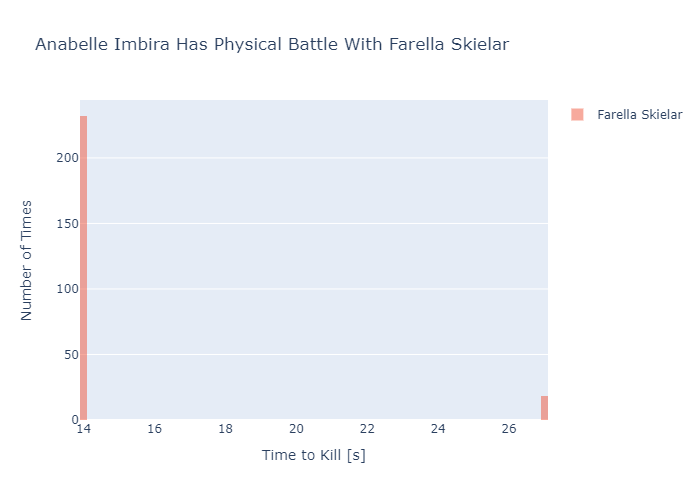 Anabelle Imbira Has Physical Battle With Farella Skielar
Farella Skielar
Number of Times
200
150
100
50
0
14 16 18 20 22 24 26
Time to Kill [s]